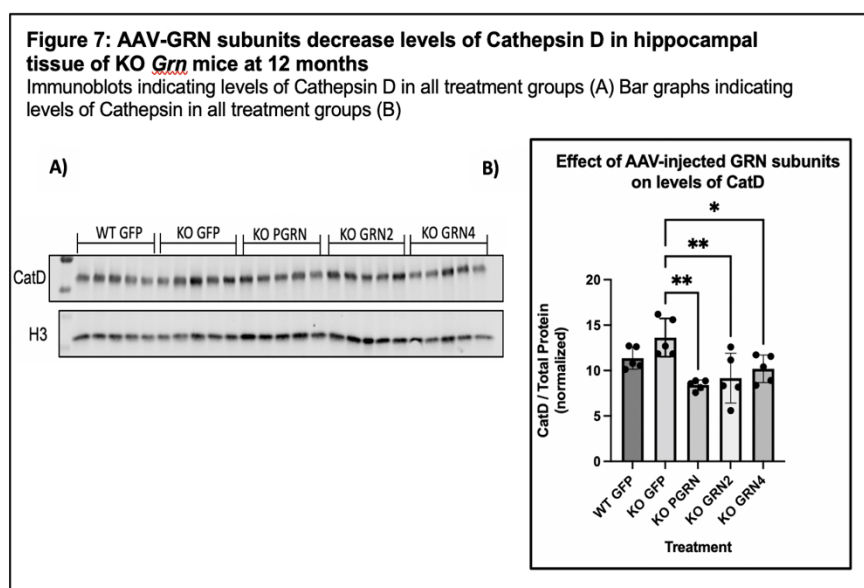 Figure 7: AAV-GRN subunits decrease levels of Cathepsin D in hippocampal
tissue of KO Grn mice at 12 months
Immunoblots indicating levels of Cathepsin D in all treatment groups (A) Bar graphs indicating
levels of Cathepsin in all treatment groups (B)
A)
WT GFP KO GFP KO PGRN KO GRN2 KO GRN4
CatD
H3
B)
Effect of AAV-injected GRN subunits
on levels of CatD
*
**
**
20
15
10
5
0
CatD / Total Protein
(normalized)
WT GFP
KO GFP
KO PGRN
KO GRN2
KO GRN4
Treatment